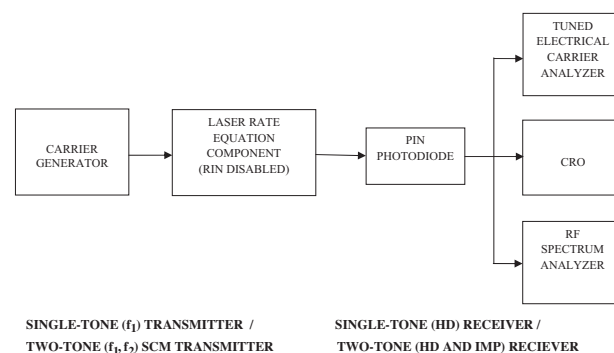 TUNED
ELECTRICAL
CARRIER
ANALYZER
LASER RATE
EQUATION
COMPONENT
(RIN DISABLED)
CARRIER
GENERATOR
PIN
PHOTODIODE
CRO
RF
SPECTRUM
ANALYZER
SINGLE-TONE (f1) TRANSMITTER /
TWO-TONE (f1, f2) SCM TRANSMITTER
SINGLE-TONE (HD) RECEIVER /
TWO-TONE (HD AND IMP) RECIEVER